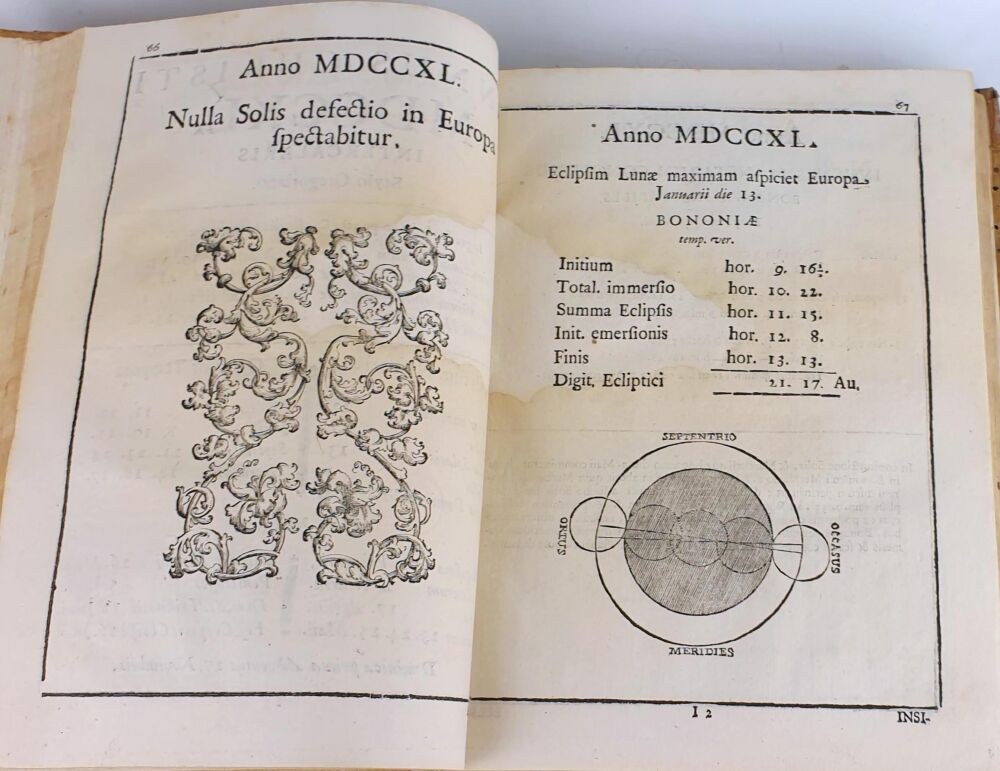 66
Anno MDCCXL.
Nulla Solis defectio in Europa
ſpectabitur.
67
Anno MDCCXL.
Eclipſim Lunæ maximam aſpiciet Europa.
Januarii die 13.
BONONIÆ
temp. ver.
Initium hor. 9. 16½.
Total. immerſio hor. 10. 22.
Summa Eclipſis hor. 11. 15.
Init. emerſionis hor. 12. 8.
Finis hor. 13. 13.
Digit. Ecliptici 21. 17. Au.
SEPTENTRIO
ORTUS
OCCASUS
MERIDIES
I 2
INSI-